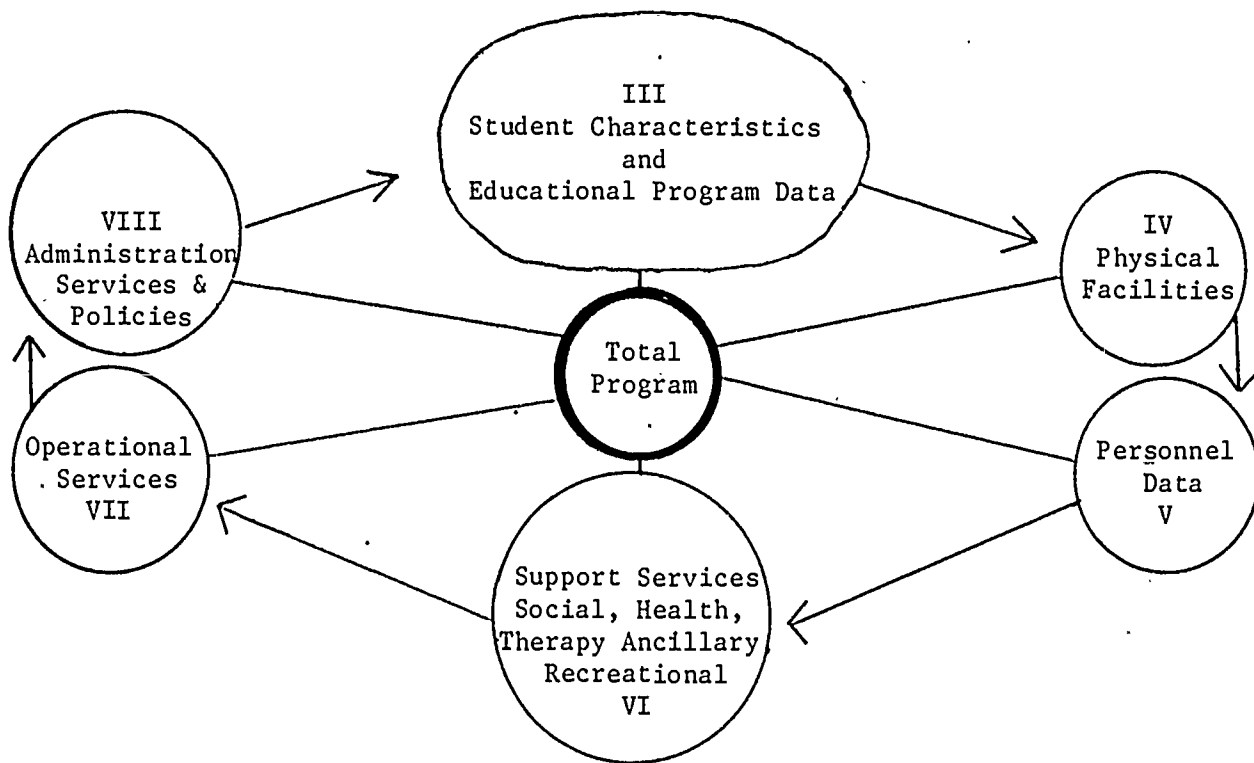 III
Student Characteristics
and
Educational Program Data
VIII
Administration
Services &
Policies
IV
Physical
Facilities
Total
Program
Operational
Services
VII
Personnel
Data
V
Support Services
Social, Health,
Therapy Ancillary
Recreational
VI